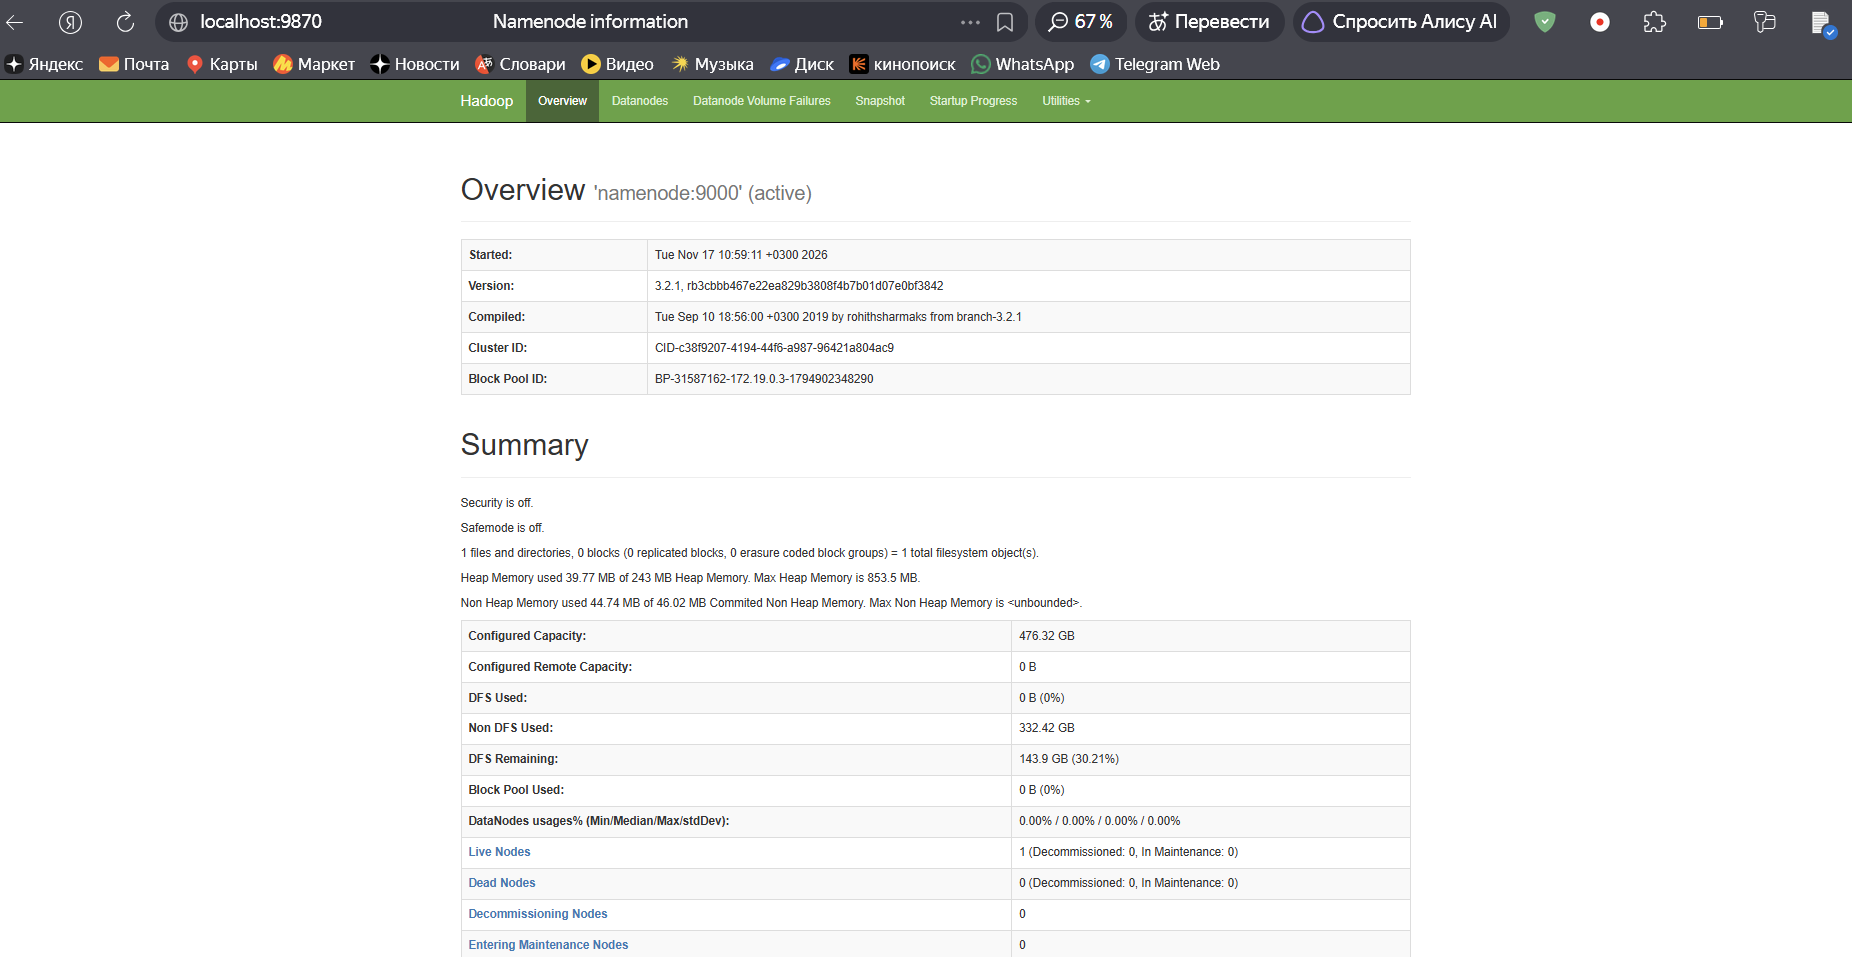 localhost:9870 Namenode information 67 % Перевести Спросить Алису AI
Яндекс Почта Карты Маркет Новости Словари Видео Музыка Диск кинопоиск WhatsApp Telegram Web
Hadoop Overview Datanodes Datanode Volume Failures Snapshot Startup Progress Utilities
Overview 'namenode:9000' (active)
Started: Tue Nov 17 10:59:11 +0300 2026
Version: 3.2.1, rb3cbbb467e22ea829b3808f4b7b01d07e0bf3842
Compiled: Tue Sep 10 18:56:00 +0300 2019 by rohithsharmaks from branch-3.2.1
Cluster ID: CID-c38f9207-4194-44f6-a987-96421a804ac9
Block Pool ID: BP-31587162-172.19.0.3-1794902348290
Summary
Security is off.
Safemode is off.
1 files and directories, 0 blocks (0 replicated blocks, 0 erasure coded block groups) = 1 total filesystem object(s).
Heap Memory used 39.77 MB of 243 MB Heap Memory. Max Heap Memory is 853.5 MB.
Non Heap Memory used 44.74 MB of 46.02 MB Commited Non Heap Memory. Max Non Heap Memory is <unbounded>.
Configured Capacity: 476.32 GB
Configured Remote Capacity: 0 B
DFS Used: 0 B (0%)
Non DFS Used: 332.42 GB
DFS Remaining: 143.9 GB (30.21%)
Block Pool Used: 0 B (0%)
DataNodes usages% (Min/Median/Max/stdDev): 0.00% / 0.00% / 0.00% / 0.00%
Live Nodes 1 (Decommissioned: 0, In Maintenance: 0)
Dead Nodes 0 (Decommissioned: 0, In Maintenance: 0)
Decommissioning Nodes 0
Entering Maintenance Nodes 0